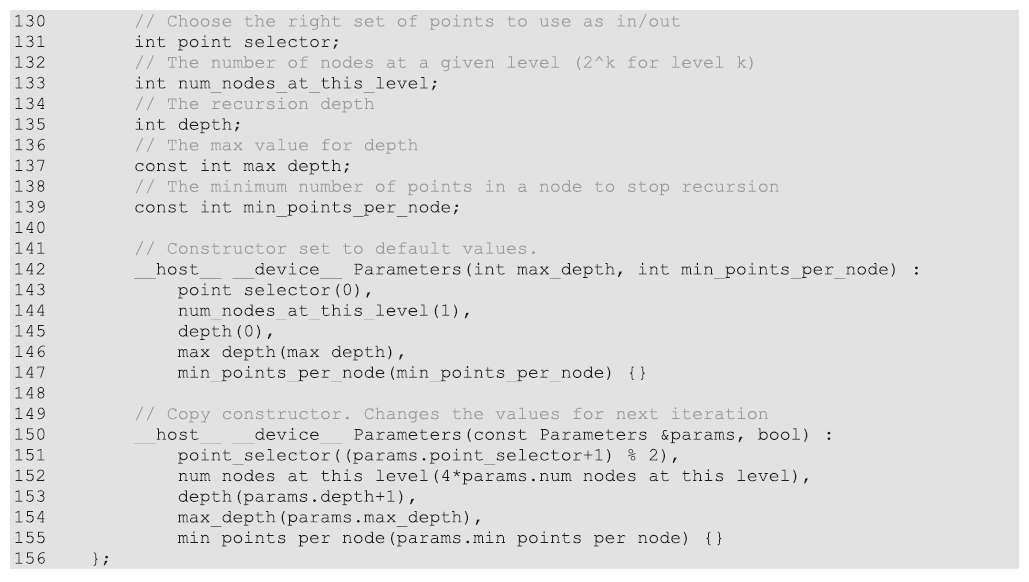 130 // Choose the right set of points to use as in/out
131 int point selector;
132 // The number of nodes at a given level (2^k for level k)
133 int num_nodes_at_this_level;
134 // The recursion depth
135 int depth;
136 // The max value for depth
137 const int max depth;
138 // The minimum number of points in a node to stop recursion
139 const int min_points_per_node;
140
141 // Constructor set to default values.
142 __host__ __device__ Parameters(int max_depth, int min_points_per_node) :
143 point selector(0),
144 num_nodes_at_this_level(1),
145 depth(0),
146 max depth(max depth),
147 min_points_per_node(min_points_per_node) {}
148
149 // Copy constructor. Changes the values for next iteration
150 __host__ __device__ Parameters(const Parameters &params, bool) :
151 point_selector((params.point_selector+1) % 2),
152 num nodes at this level(4*params.num nodes at this level),
153 depth(params.depth+1),
154 max_depth(params.max_depth),
155 min points per node(params.min points per node) {}
156 };